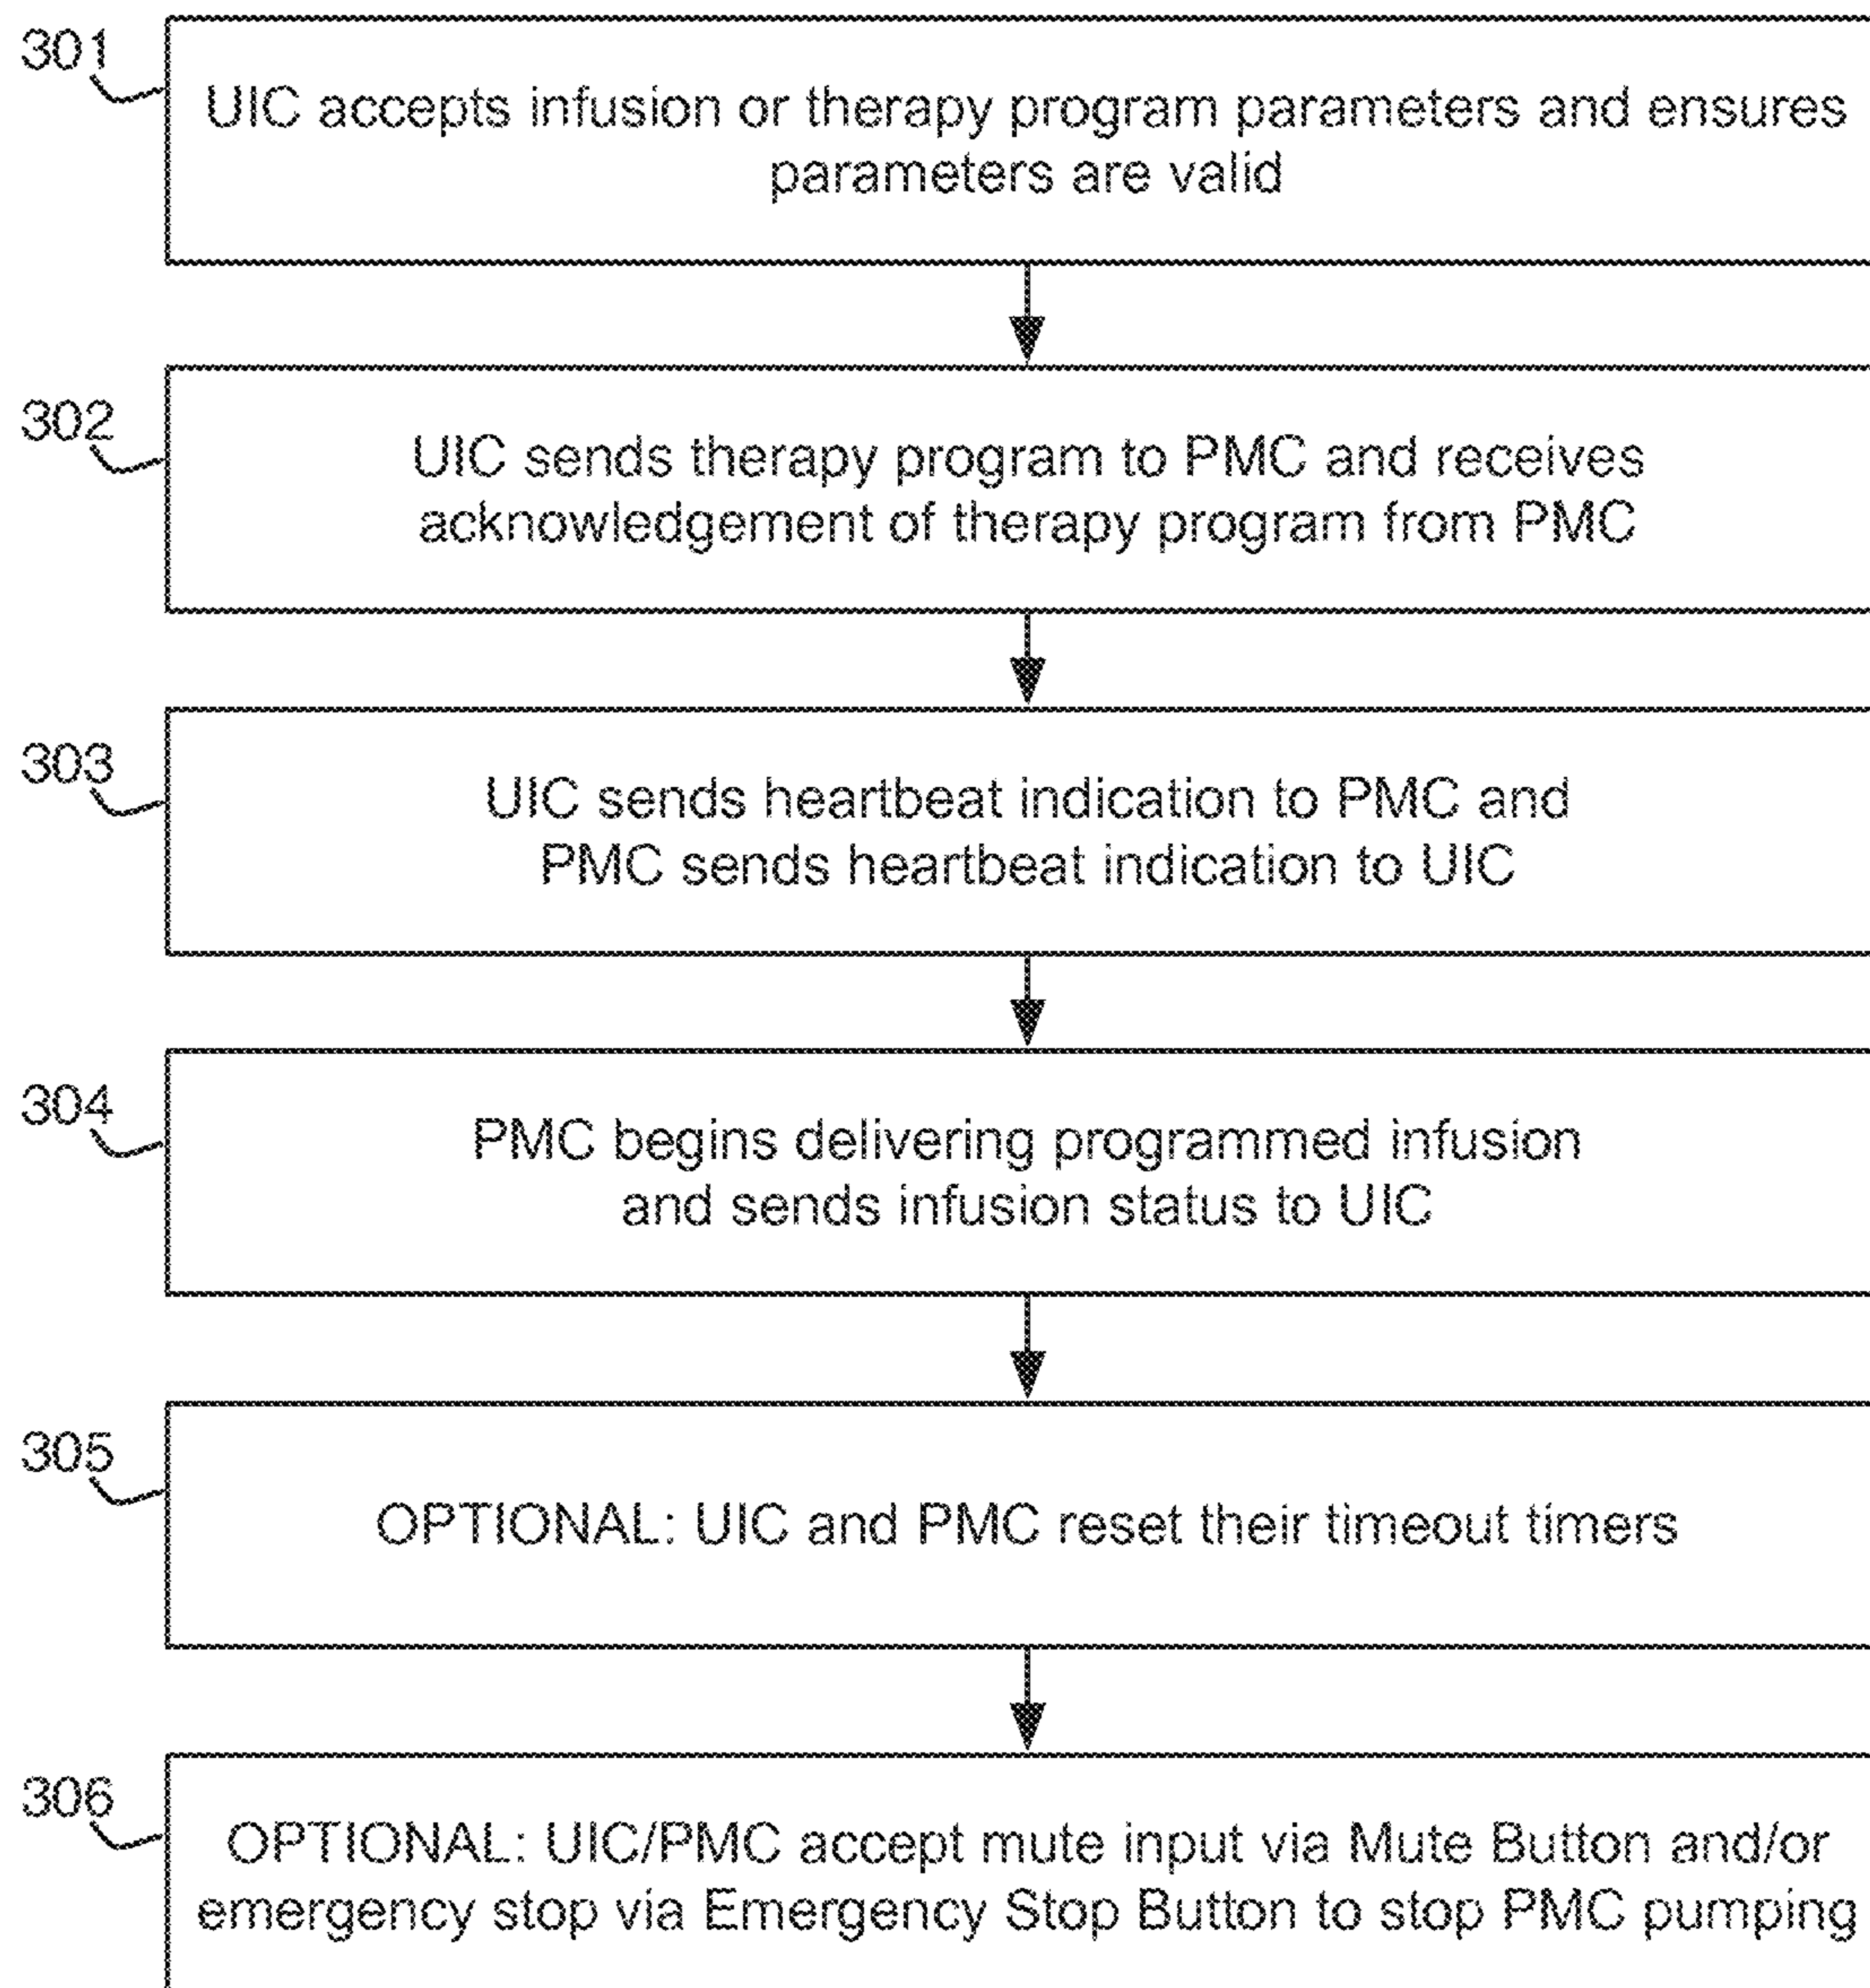 301
UIC accepts infusion or therapy program parameters and ensures
parameters are valid
302
UIC sends therapy program to PMC and receives
acknowledgement of therapy program from PMC
303
UIC sends heartbeat indication to PMC and
PMC sends heartbeat indication to UIC
304
PMC begins delivering programmed infusion
and sends infusion status to UIC
305
OPTIONAL: UIC and PMC reset their timeout timers
306
OPTIONAL: UIC/PMC accept mute input via Mute Button and/or
emergency stop via Emergency Stop Button to stop PMC pumping